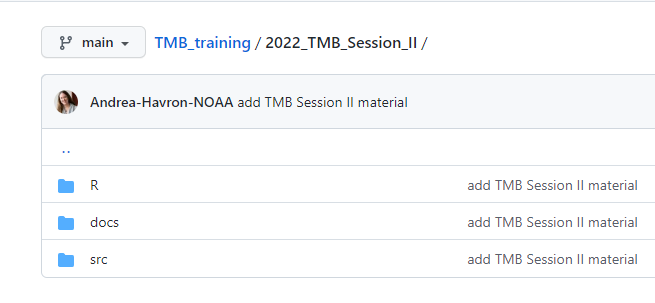 main TMB_training / 2022_TMB_Session_II /
Andrea-Havron-NOAA add TMB Session II material
..
R add TMB Session II material
docs add TMB Session II material
src add TMB Session II material